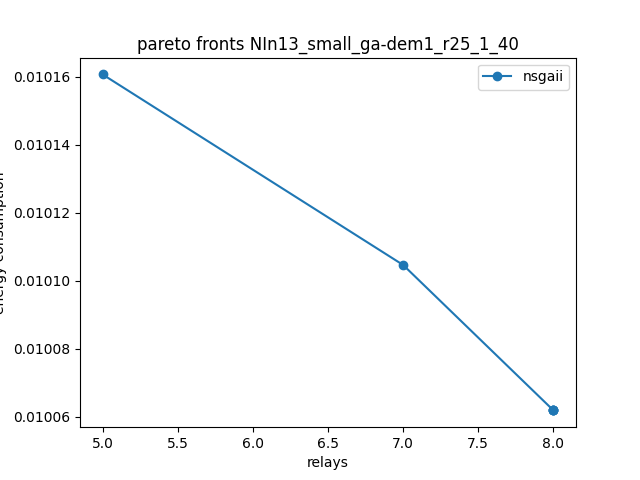 pareto fronts NIn13_small_ga-dem1_r25_1_40
nsgaii
0.01016
0.01014
0.01012
0.01010
0.01008
0.01006
energy consumption
5.0 5.5 6.0 6.5 7.0 7.5 8.0
relays